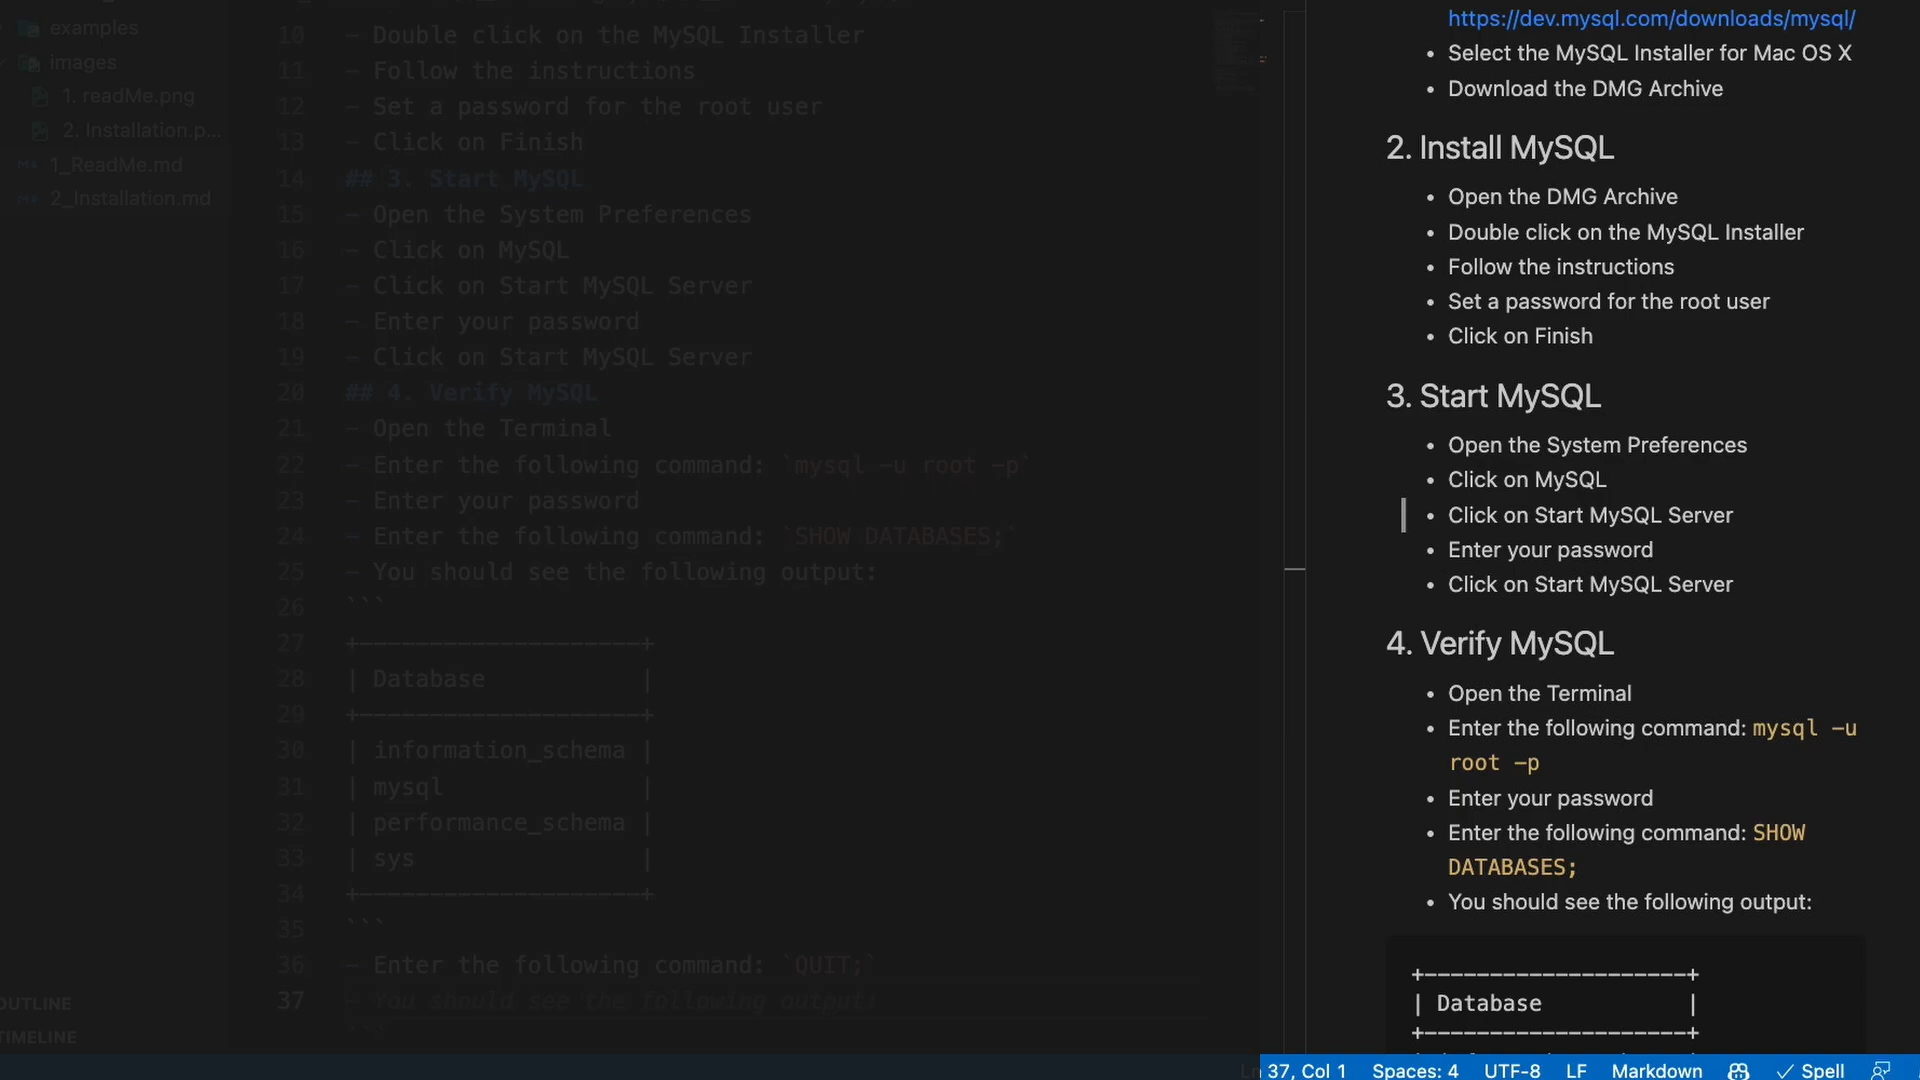 examples
images
1. readMe.png
2. Installation.p...
1_ReadMe.md
2_Installation.md
OUTLINE
TIMELINE
10 - Double click on the MySQL Installer
11 - Follow the instructions
12 - Set a password for the root user
13 - Click on Finish
14 ## 3. Start MySQL
15 - Open the System Preferences
16 - Click on MySQL
17 - Click on Start MySQL Server
18 - Enter your password
19 - Click on Start MySQL Server
20 ## 4. Verify MySQL
21 - Open the Terminal
22 - Enter the following command: `mysql -u root -p`
23 - Enter your password
24 - Enter the following command: `SHOW DATABASES;`
25 - You should see the following output:
26 ```
27 +--------------------+
28 | Database           |
29 +--------------------+
30 | information_schema |
31 | mysql              |
32 | performance_schema |
33 | sys                |
34 +--------------------+
35 ```
36 - Enter the following command: `QUIT;`
37 - You should see the following output:
```
https://dev.mysql.com/downloads/mysql/
• Select the MySQL Installer for Mac OS X
• Download the DMG Archive
2. Install MySQL
• Open the DMG Archive
• Double click on the MySQL Installer
• Follow the instructions
• Set a password for the root user
• Click on Finish
3. Start MySQL
• Open the System Preferences
• Click on MySQL
• Click on Start MySQL Server
• Enter your password
• Click on Start MySQL Server
4. Verify MySQL
• Open the Terminal
• Enter the following command: mysql -u
root -p
• Enter your password
• Enter the following command: SHOW
DATABASES;
• You should see the following output:
+--------------------+
| Database           |
+--------------------+
Ln 37, Col 1 Spaces: 4 UTF-8 LF Markdown Spell